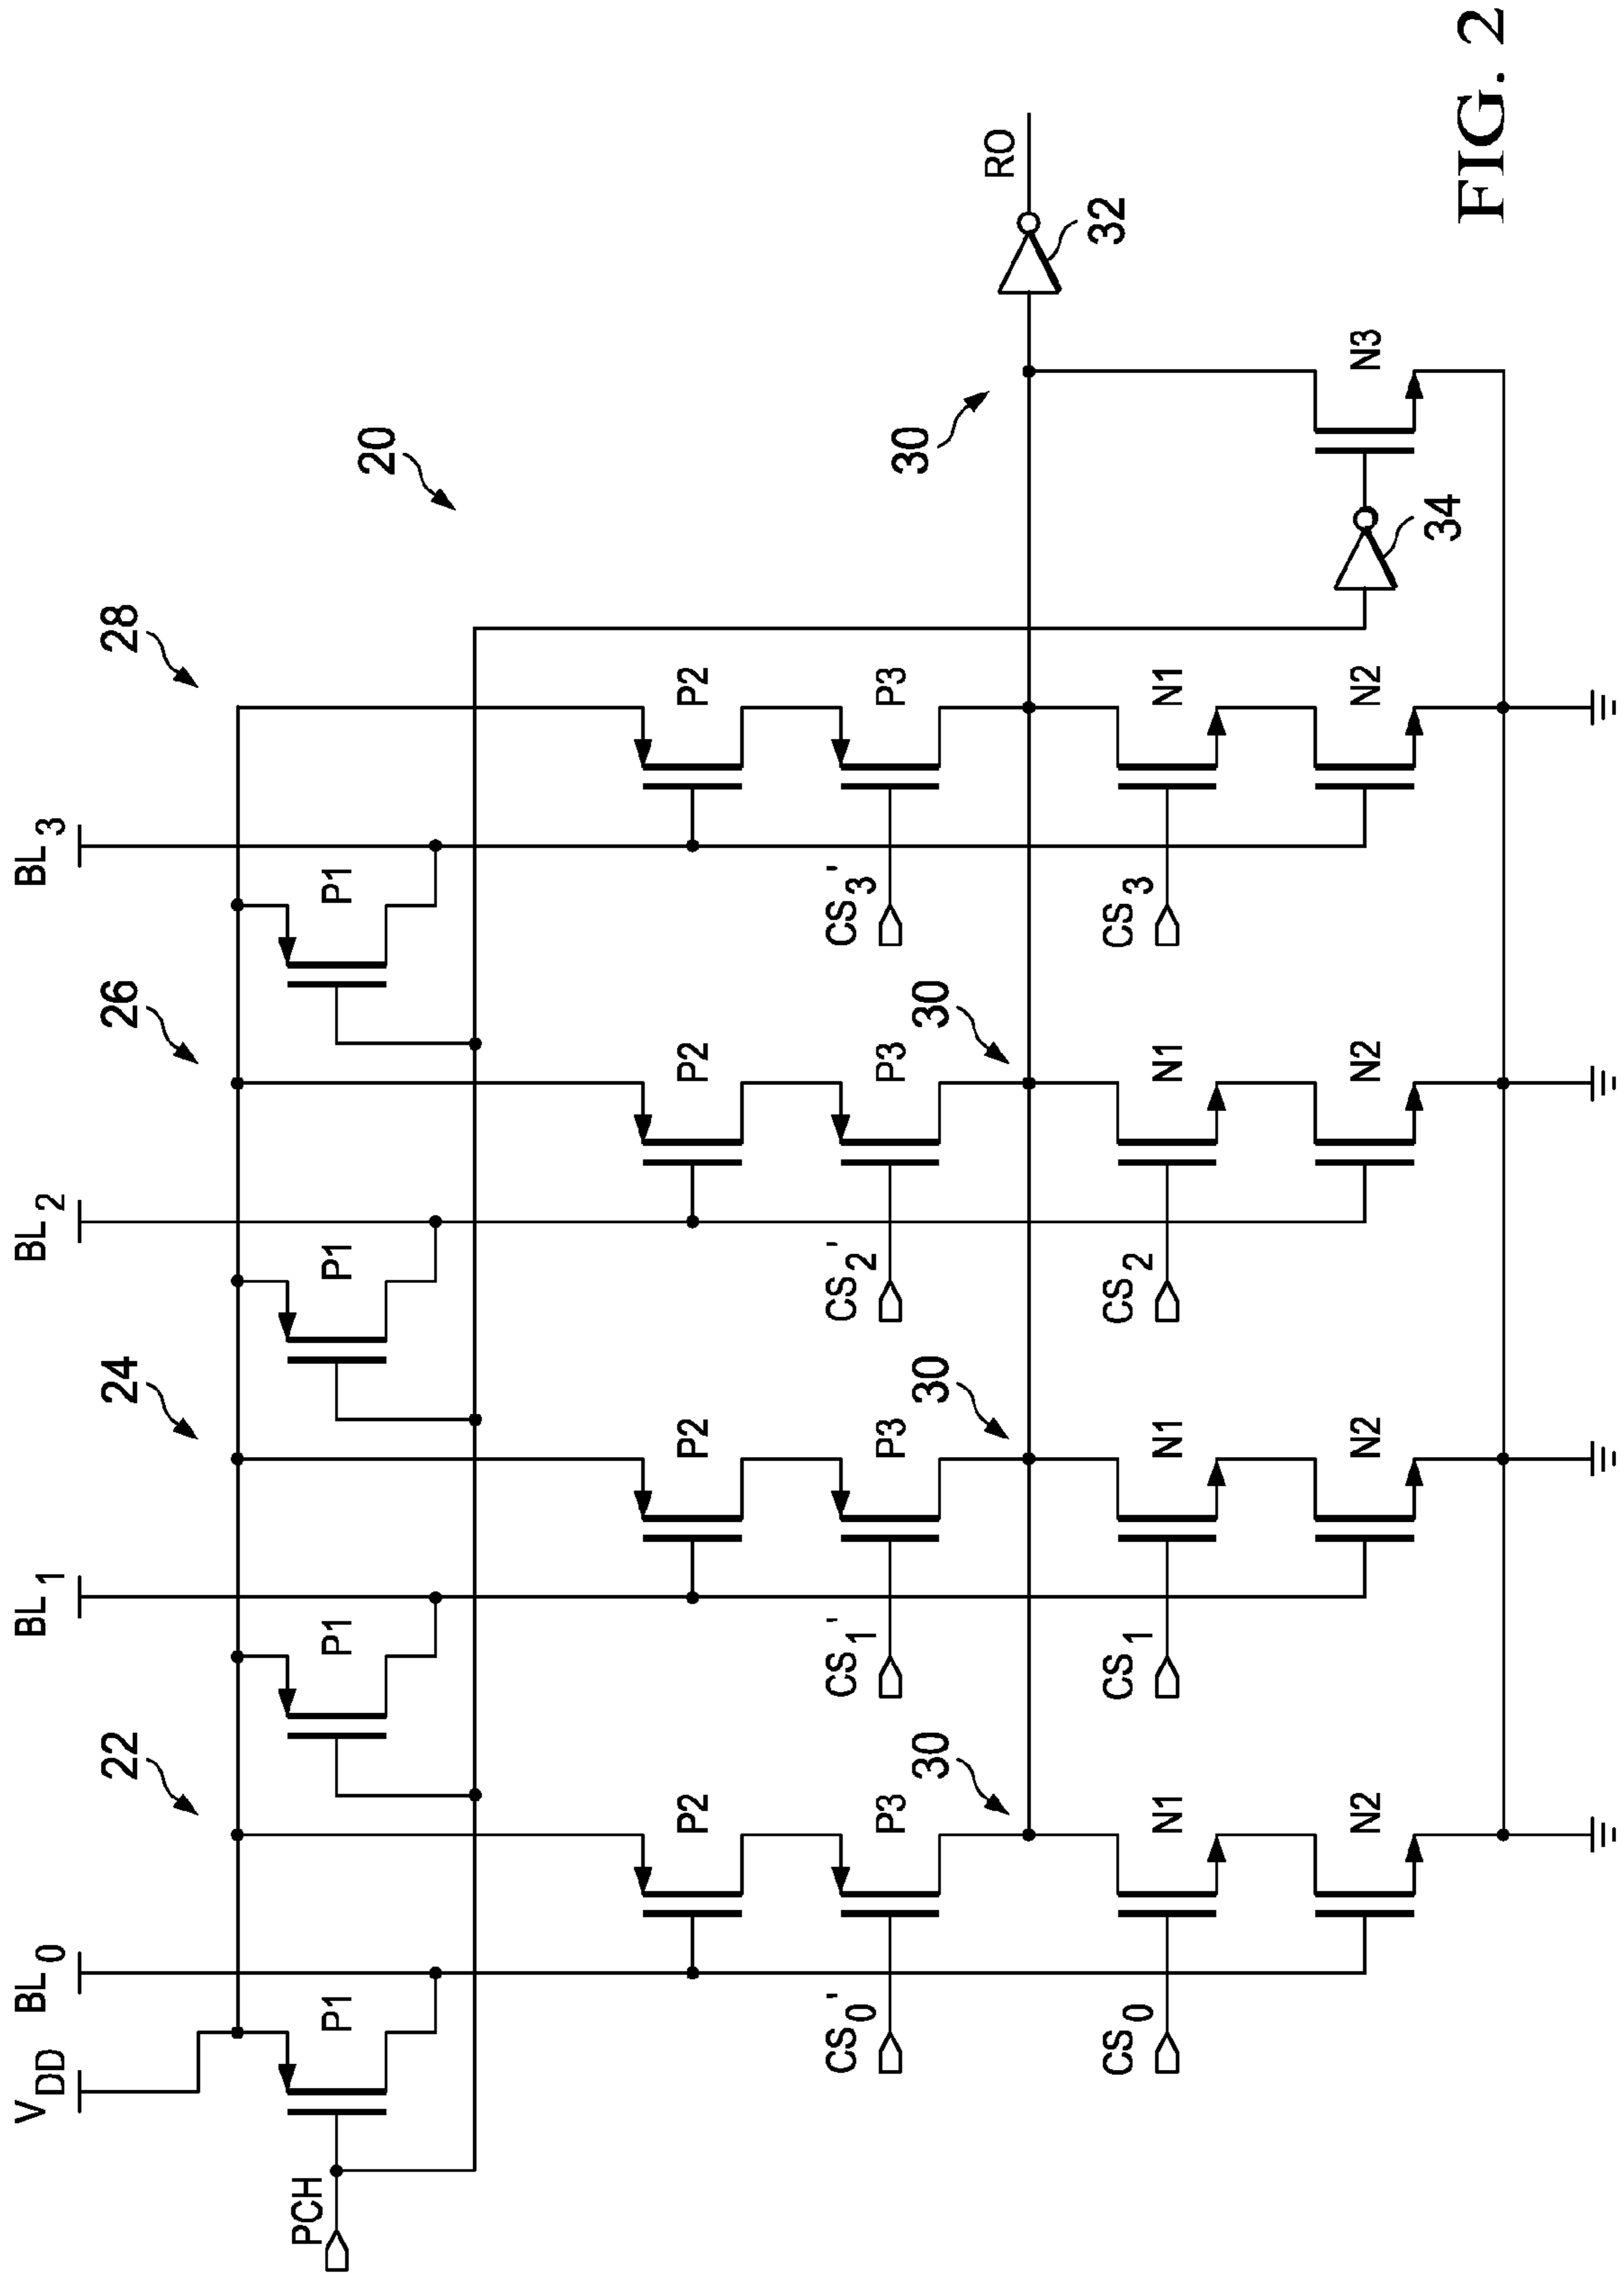 BL0
BL1
BL2
BL3
VDD
22
24
26
28
20
PCH
P1
P1
P1
P1
P2
P2
P2
P2
CS0'
P3
CS1'
P3
CS2'
P3
CS3'
P3
30
30
30
30
RO
32
CS0
N1
CS1
N1
CS2
N1
CS3
N1
N2
N2
N2
N2
34
N3
FIG. 2